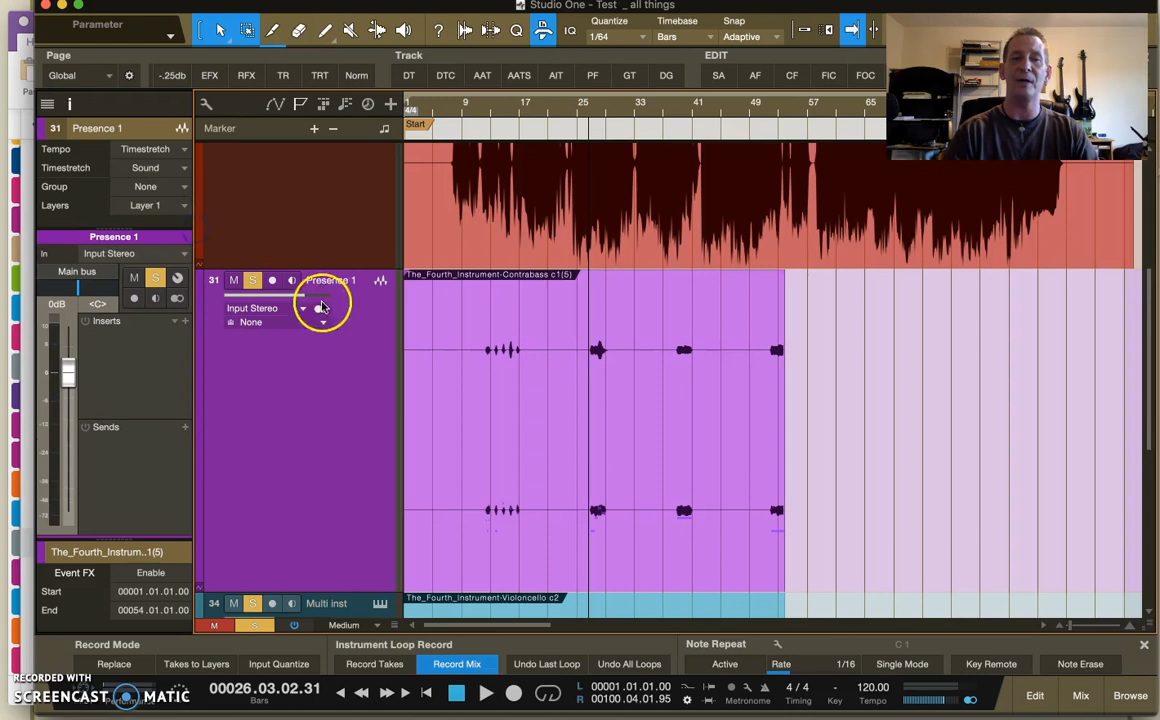 Studio One - Test _ all things
Parameter
IQ
Quantize
1/64
Timebase
Bars
Snap
Adaptive
Page
Track
EDIT
Global
-.25db
EFX
RFX
TR
TRT
Norm
DT
DTC
AAT
AATS
AIT
PF
GT
DG
SA
AF
CF
FIC
FOC
i
1
9
17
25
33
41
49
57
65
4/4
31
Presence 1
Marker
Start
Tempo
Timestretch
Timestretch
Sound
Group
None
Layers
Layer 1
Presence 1
In
Input Stereo
Main bus
M
S
0dB
<C>
Inserts
Sends
31
M
S
Presence 1
Input Stereo
None
The_Fourth_Instrument-Contrabass c1(5)
The_Fourth_Instrum..1(5)
Event FX
Enable
Start
00001.01.01.00
End
00054.01.01.00
34
M
S
Multi inst
The_Fourth_Instrument-Violoncello c2
M
S
Medium
Record Mode
Instrument Loop Record
Note Repeat
C 1
Replace
Takes to Layers
Input Quantize
Record Takes
Record Mix
Undo Last Loop
Undo All Loops
Active
Rate
1/16
Single Mode
Key Remote
Note Erase
RECORDED WITH
SCREENCAST MATIC
Performance
00026.03.02.31
Bars
L
00001.01.01.00
R
00100.04.01.95
Metronome
4 / 4
Timing
-
Key
120.00
Tempo
Edit
Mix
Browse